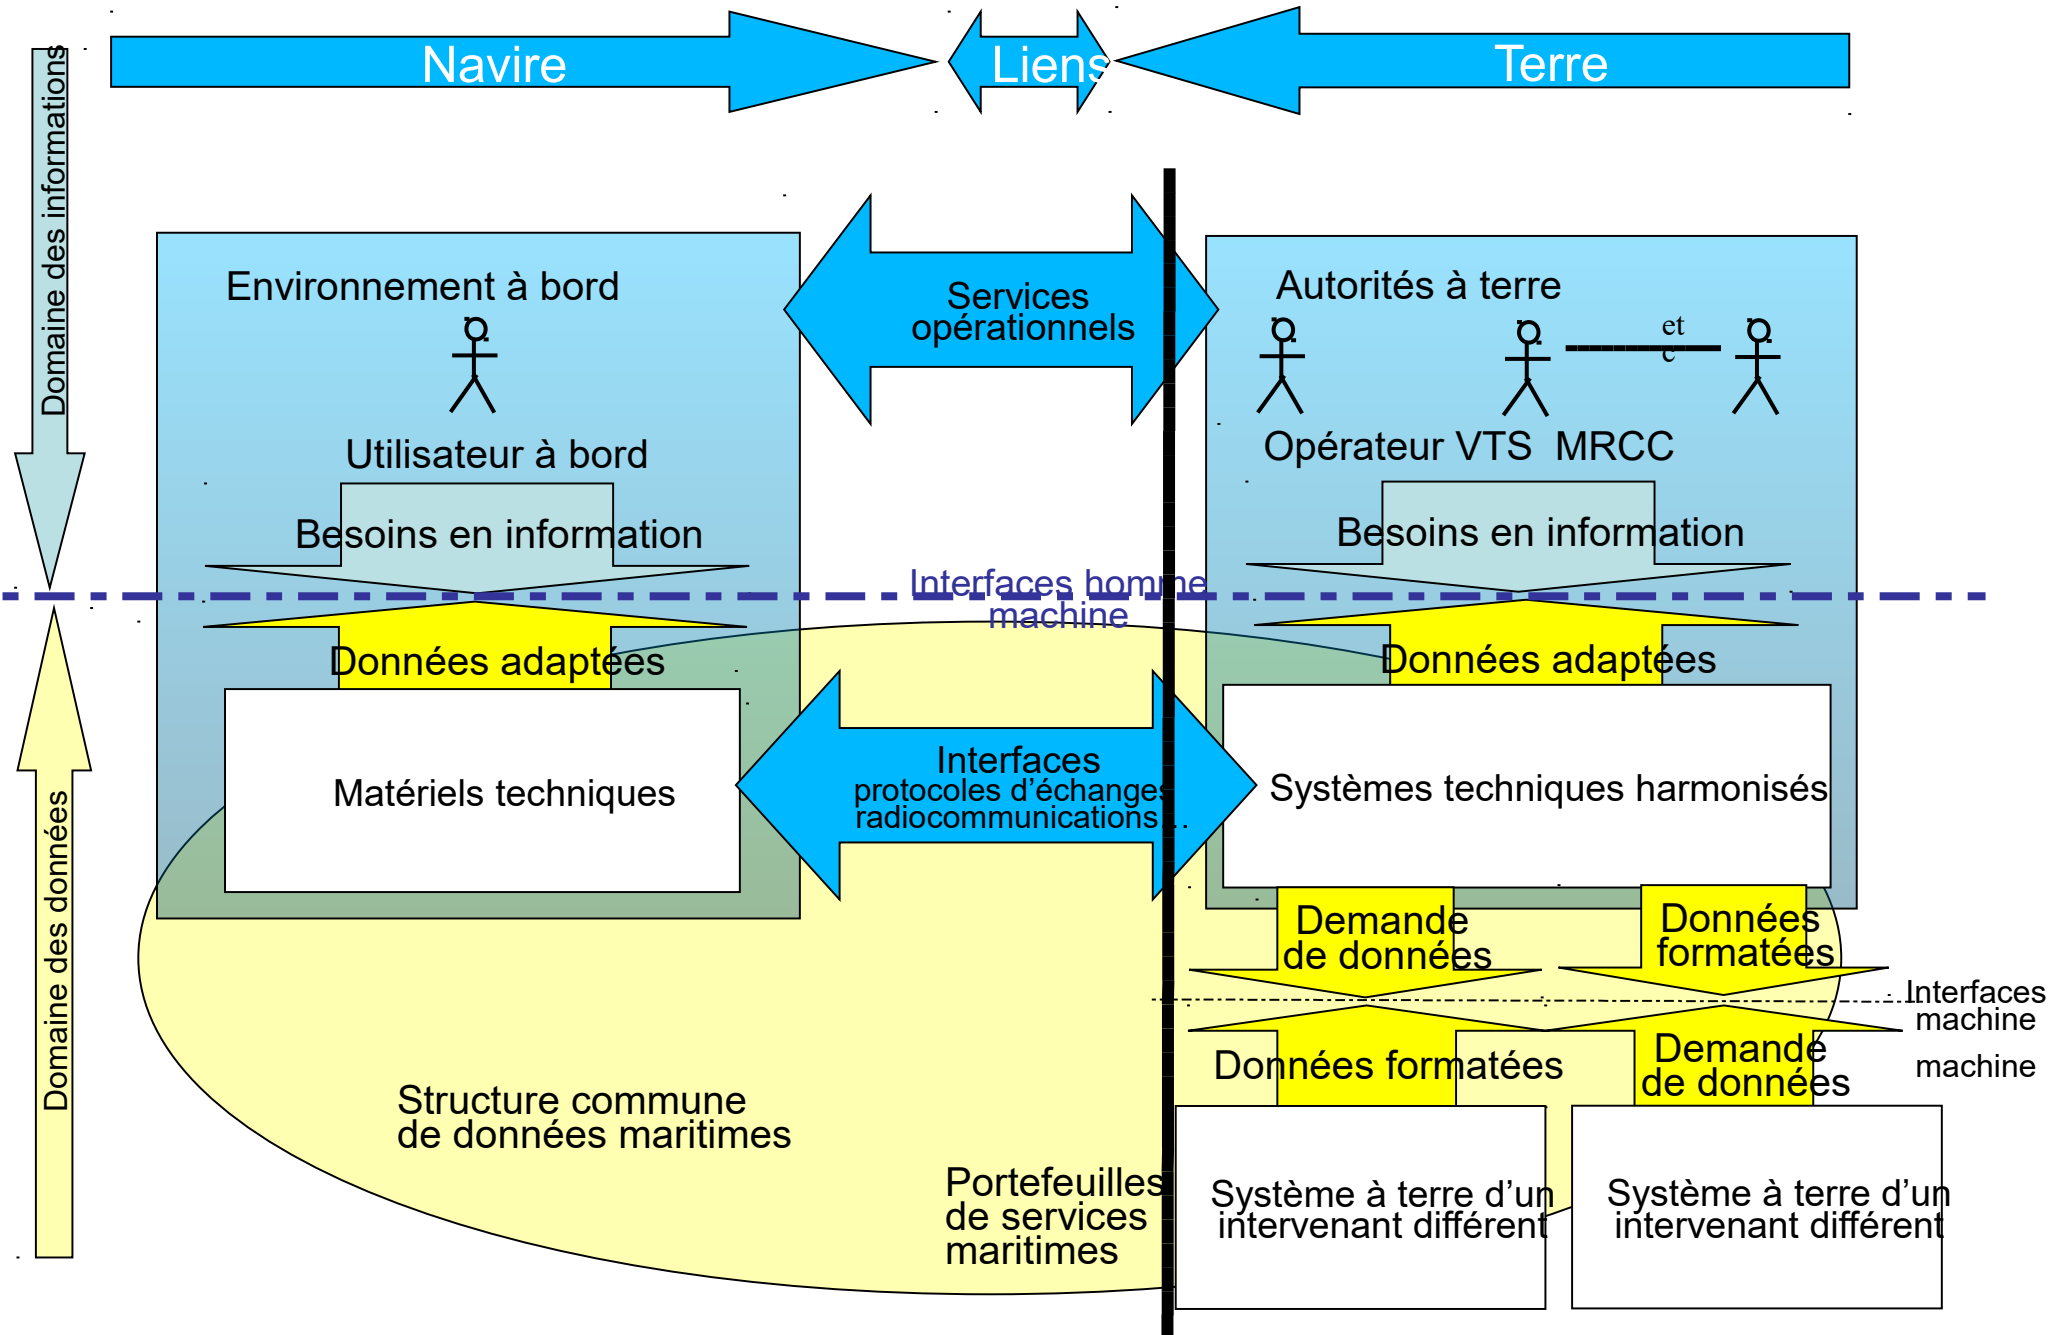 Navire
Liens
Terre
Domaine des informations
Environnement à bord
Services
opérationnels
Autorités à terre
et
c
Utilisateur à bord
Opérateur VTS  MRCC
Besoins en information
Besoins en information
Interfaces homme
machine
Données adaptées
Données adaptées
Matériels techniques
Interfaces
protocoles d’échanges
radiocommunications…
Systèmes techniques harmonisés
Domaine des données
Demande
de données
Données
formatées
Interfaces
machine
machine
Données formatées
Demande
de données
Structure commune
de données maritimes
Portefeuilles
de services
maritimes
Système à terre d’un
intervenant différent
Système à terre d’un
intervenant différent